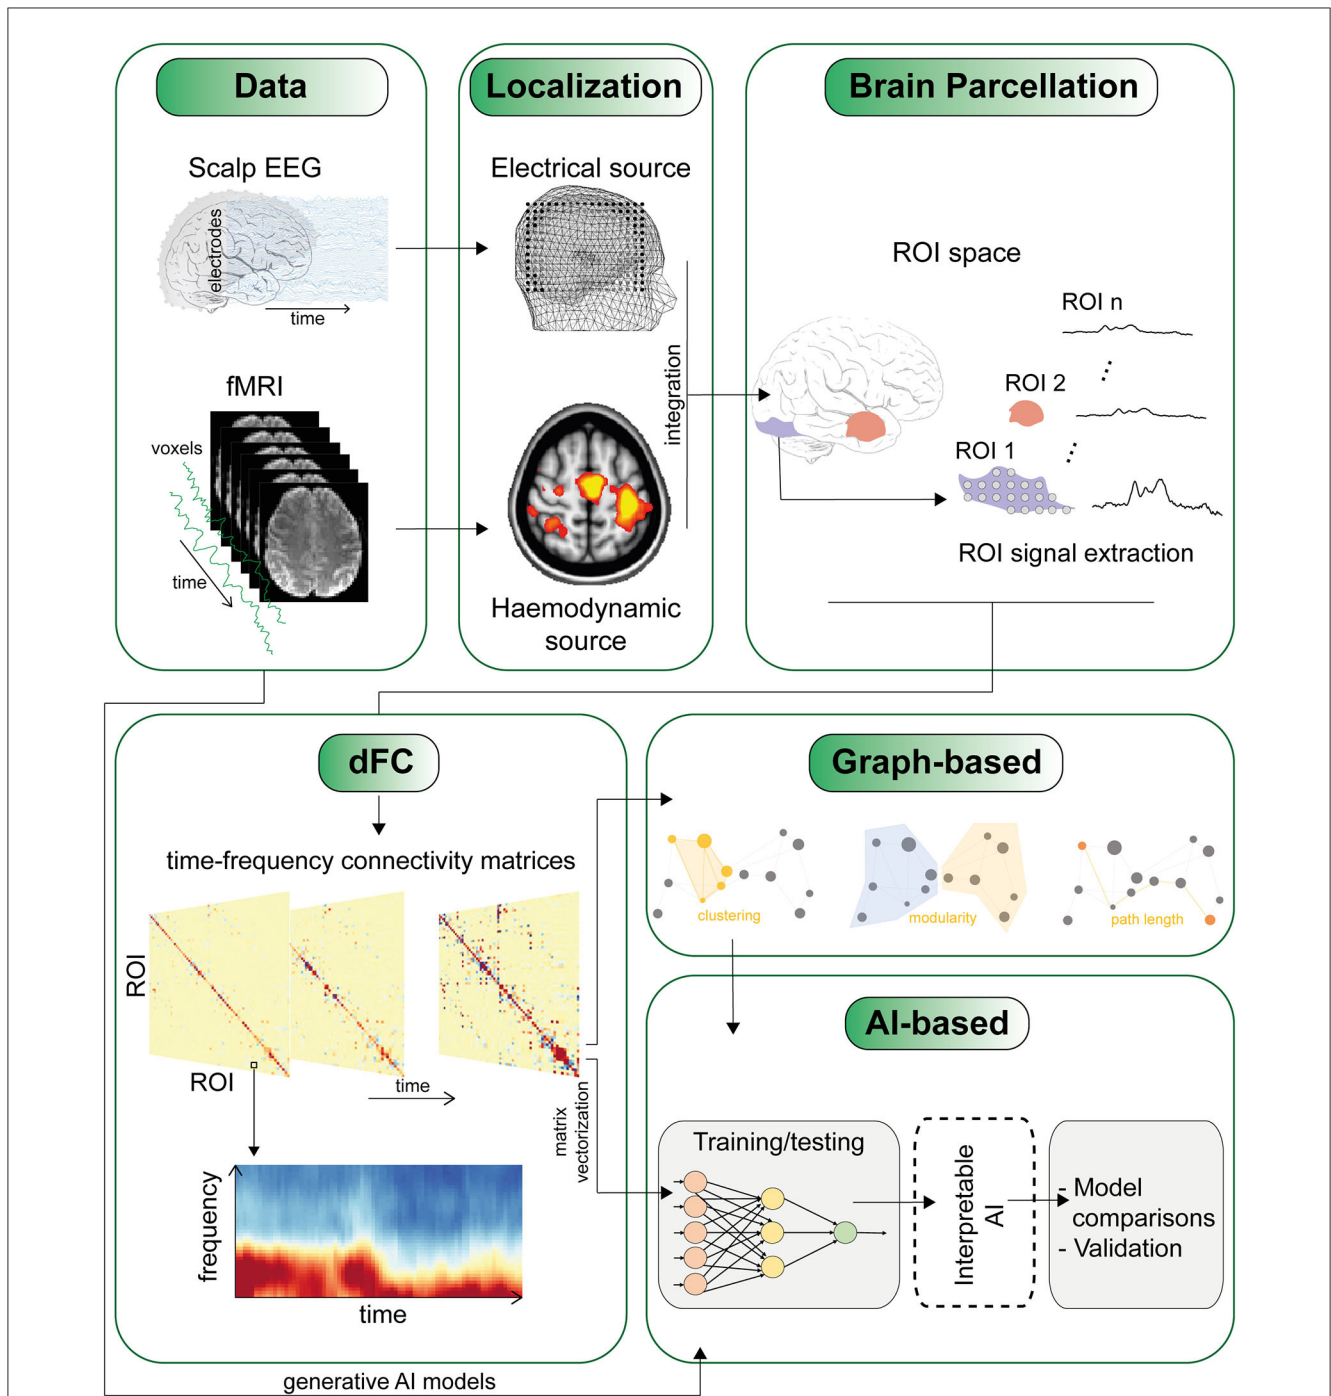 Data
Scalp EEG
electrodes
time
fMRI
voxels
time
Localization
Electrical source
integration
Haemodynamic
source
Brain Parcellation
ROI space
ROI n
ROI 2
ROI 1
ROI signal extraction
dFC
time-frequency connectivity matrices
ROI
ROI
time
matrix
vectorization
frequency
time
Graph-based
clustering
modularity
path length
AI-based
Training/testing
Interpretable
AI
- Model
comparisons
- Validation
generative AI models